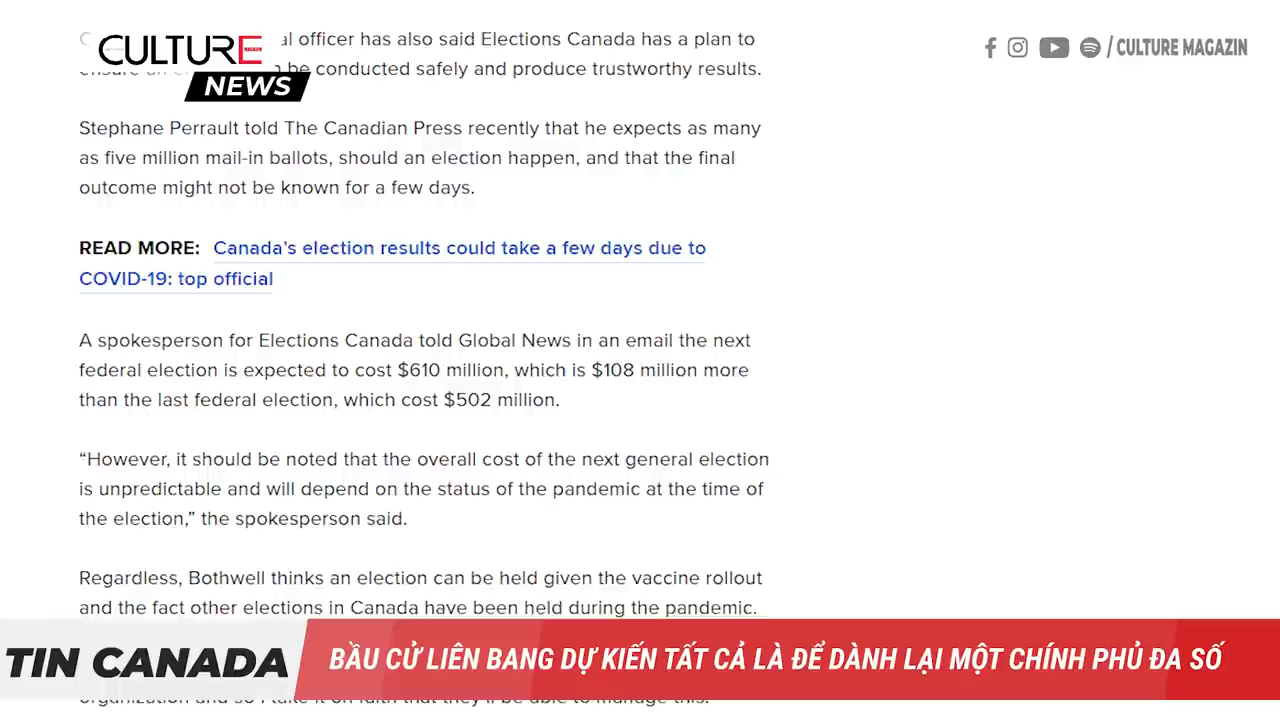 CULTURE
NEWS
/ CULTURE MAGAZIN
officer has also said Elections Canada has a plan to
be conducted safely and produce trustworthy results.
Stephane Perrault told The Canadian Press recently that he expects as many
as five million mail-in ballots, should an election happen, and that the final
outcome might not be known for a few days.
READ MORE: Canada’s election results could take a few days due to
COVID-19: top official
A spokesperson for Elections Canada told Global News in an email the next
federal election is expected to cost $610 million, which is $108 million more
than the last federal election, which cost $502 million.
“However, it should be noted that the overall cost of the next general election
is unpredictable and will depend on the status of the pandemic at the time of
the election,” the spokesperson said.
Regardless, Bothwell thinks an election can be held given the vaccine rollout
and the fact other elections in Canada have been held during the pandemic.
TIN CANADA
BẦU CỬ LIÊN BANG DỰ KIẾN TẤT CẢ LÀ ĐỂ DÀNH LẠI MỘT CHÍNH PHỦ ĐA SỐ